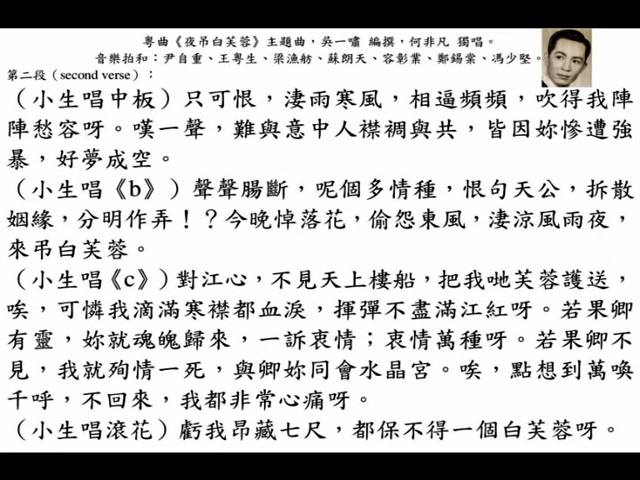 粵曲《夜吊白芙蓉》主題曲，吳一嘯 編撰，何非凡 獨唱。
音樂拍和：尹自重、王粵生、梁漁舫、蘇朗天、容彰業、鄭錫棠、馮少堅。
第二段（second verse）：
（小生唱中板）只可恨，淒雨寒風，相逼頻頻，吹得我陣
陣愁容呀。嘆一聲，難與意中人襟裯與共，皆因妳慘遭強
暴，好夢成空。
（小生唱《b》）聲聲腸斷，呢個多情種，恨句天公，拆散
姻緣，分明作弄！？今晚悼落花，偷怨東風，淒涼風雨夜，
來吊白芙蓉。
（小生唱《c》）對江心，不見天上樓船，把我哋芙蓉護送，
唉，可憐我滴滿寒襟都血淚，揮彈不盡滿江紅呀。若果卿
有靈，妳就魂魄歸來，一訴衷情；衷情萬種呀。若果卿不
見，我就殉情一死，與卿妳同會水晶宮。唉，點想到萬喚
千呼，不回來，我都非常心痛呀。
（小生唱滾花）虧我昂藏七尺，都保不得一個白芙蓉呀。